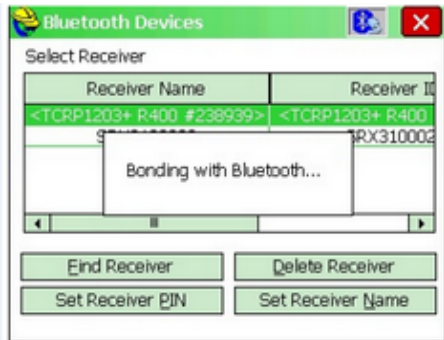 Bluetooth Devices
Select Receiver
Receiver Name Receiver ID
<TCRP1203+ R400 #238939> <TCRP1203+ R400
SRX310002
Bonding with Bluetooth...
Find Receiver Delete Receiver
Set Receiver PIN Set Receiver Name